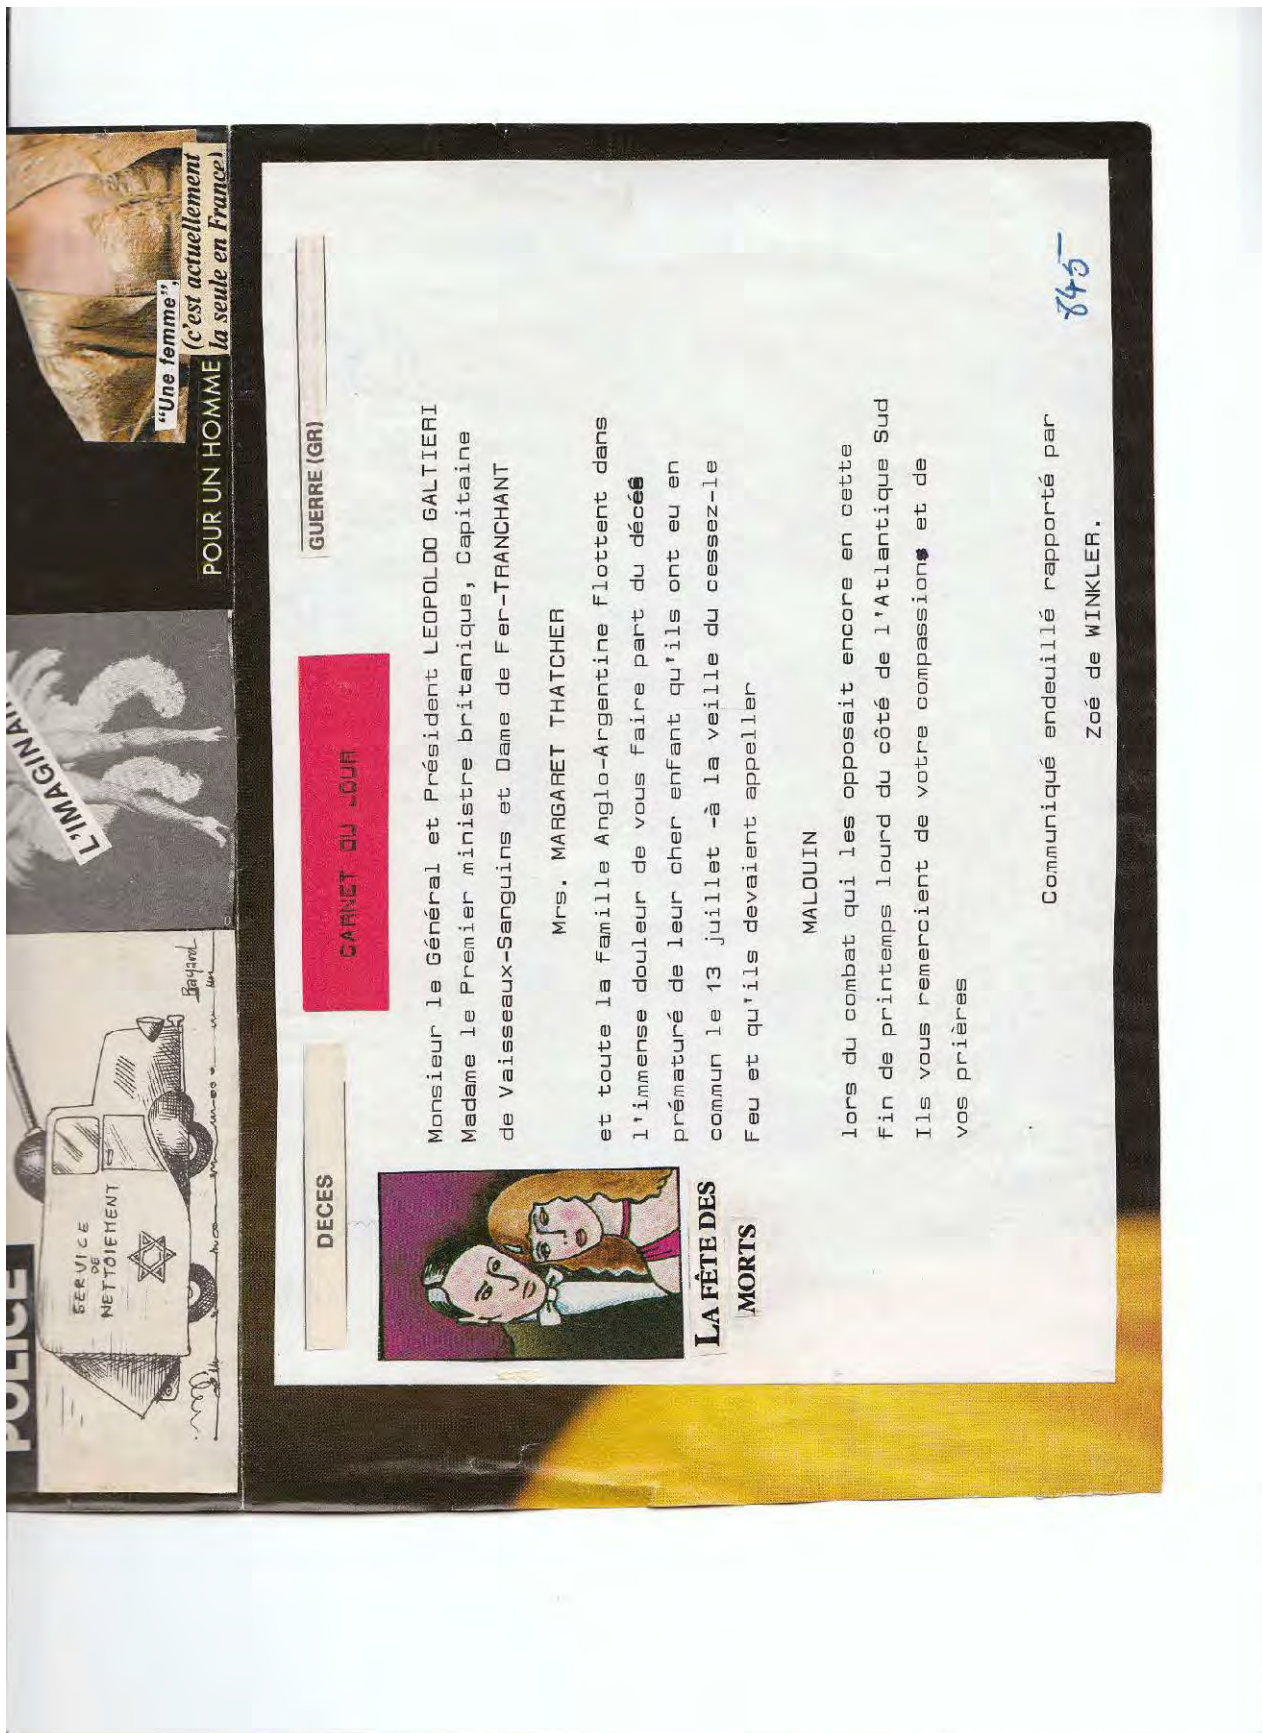 POLICE
SERVICE
DE
NETTOIEMENT
Bayard
L'IMAGINAI
"Une femme".
(c'est actuellement
la seule en France)
POUR UN HOMME
DECES
CARNET DU JOUR
GUERRE (GR)
LA FÊTE DES
MORTS
Monsieur le Général et Président LEOPOLDO GALTIERI
Madame le Premier ministre britanique, Capitaine
de Vaisseaux-Sanguins et Dame de Fer-TRANCHANT
Mrs. MARGARET THATCHER
et toute la famille Anglo-Argentine flottent dans
l'immense douleur de vous faire part du décés
prématuré de leur cher enfant qu'ils ont eu en
commun le 13 juillet -à la veille du cessez-le
Feu et qu'ils devaient appeller
MALOUIN
lors du combat qui les opposait encore en cette
fin de printemps lourd du côté de l'Atlantique Sud
Ils vous remercient de votre compassions et de
vos prières
Communiqué endeuillé rapporté par
Zoé de WINKLER.
845-